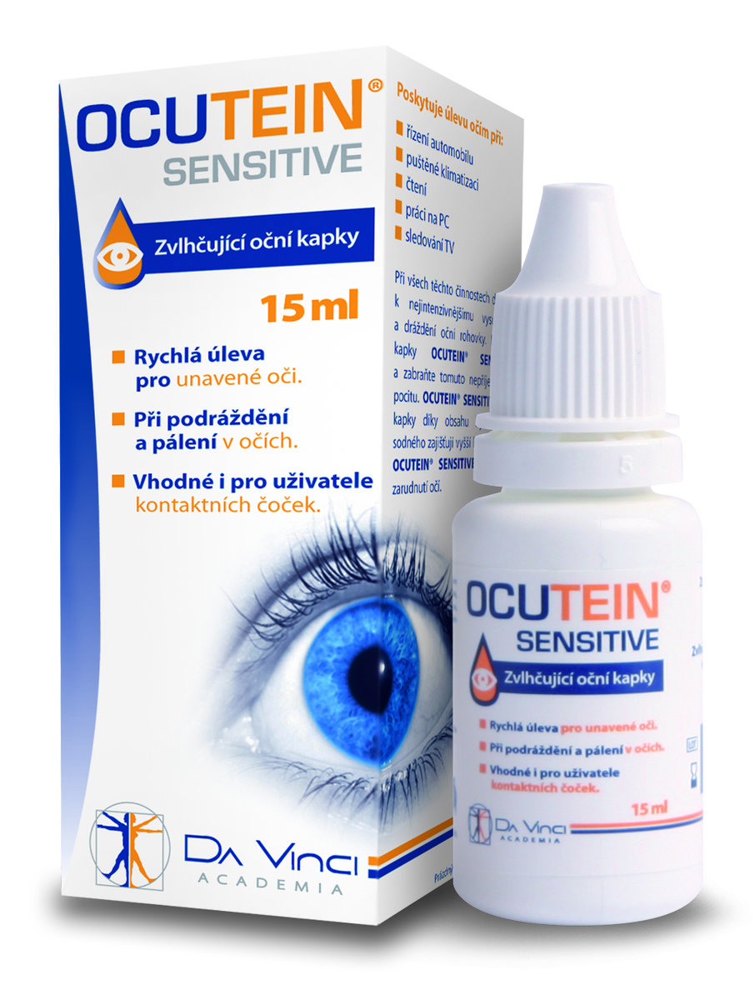 OCUTEIN®
SENSITIVE
Zvlhčující oční kapky
15 ml
Rychlá úleva
pro unavené oči.
Při podráždění
a pálení v očích.
Vhodné i pro uživatele
kontaktních čoček.
DA VINCI
ACADEMIA
Poskytuje úlevu očím při:
řízení automobilu
puštěné klimatizaci
čtení
práci na PC
sledování TV
Při všech těchto činnostech
k nejintenzivnějšímu
a dráždění oční rohovky.
kapky OCUTEIN®
a zabraňte tomuto
pocitu. OCUTEIN®
kapky díky obsahu
sodného zajišťují vyšší
OCUTEIN® SENSITIVE
zarudnutí očí.
5
OCUTEIN®
SENSITIVE
Zvlhčující oční kapky
Rychlá úleva pro unavené oči.
Při podráždění a pálení v očích.
Vhodné i pro uživatele
kontaktních čoček.
15 ml
DA VINCI
ACADEMIA